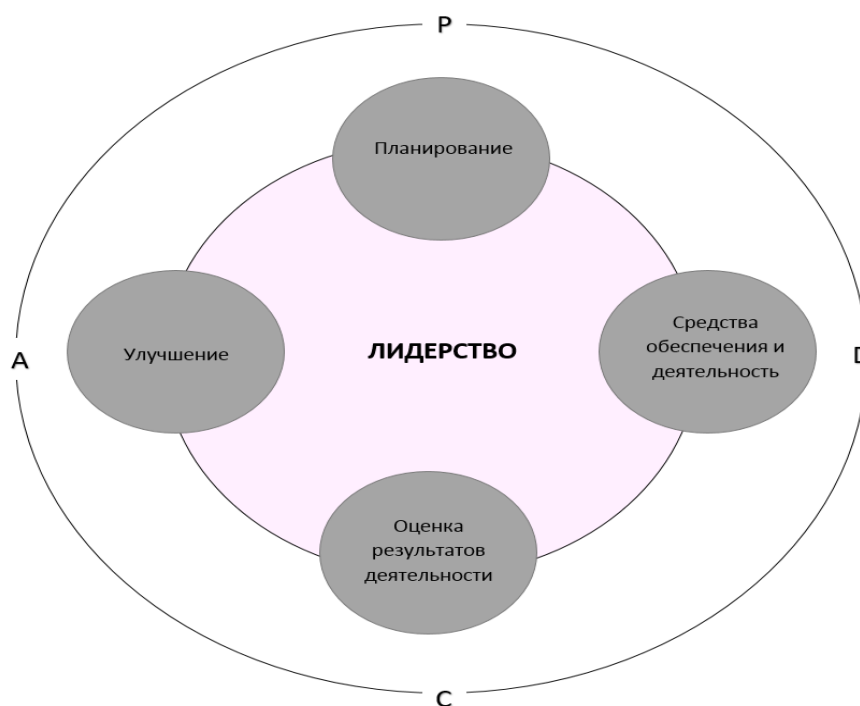 P
Планирование
Средства
обеспечения и
деятельность
D
ЛИДЕРСТВО
Улучшение
A
Оценка
результатов
деятельности
C